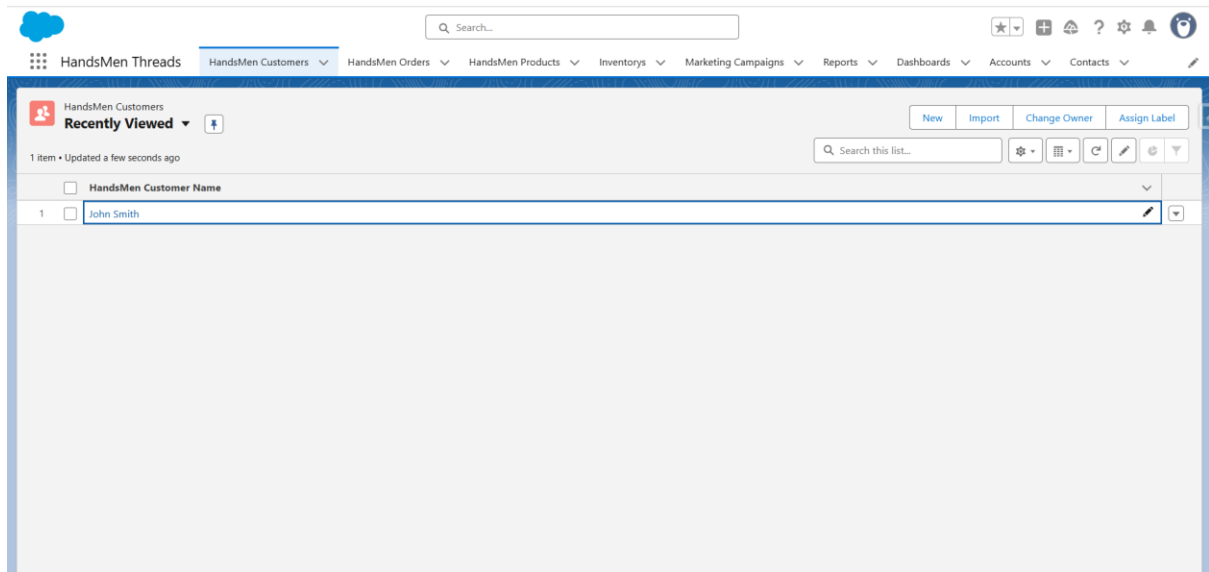 Search...
HandsMen Threads HandsMen Customers HandsMen Orders HandsMen Products Inventorys Marketing Campaigns Reports Dashboards Accounts Contacts
HandsMen Customers
Recently Viewed
New Import Change Owner Assign Label
1 item • Updated a few seconds ago
Search this list...
HandsMen Customer Name
1 John Smith